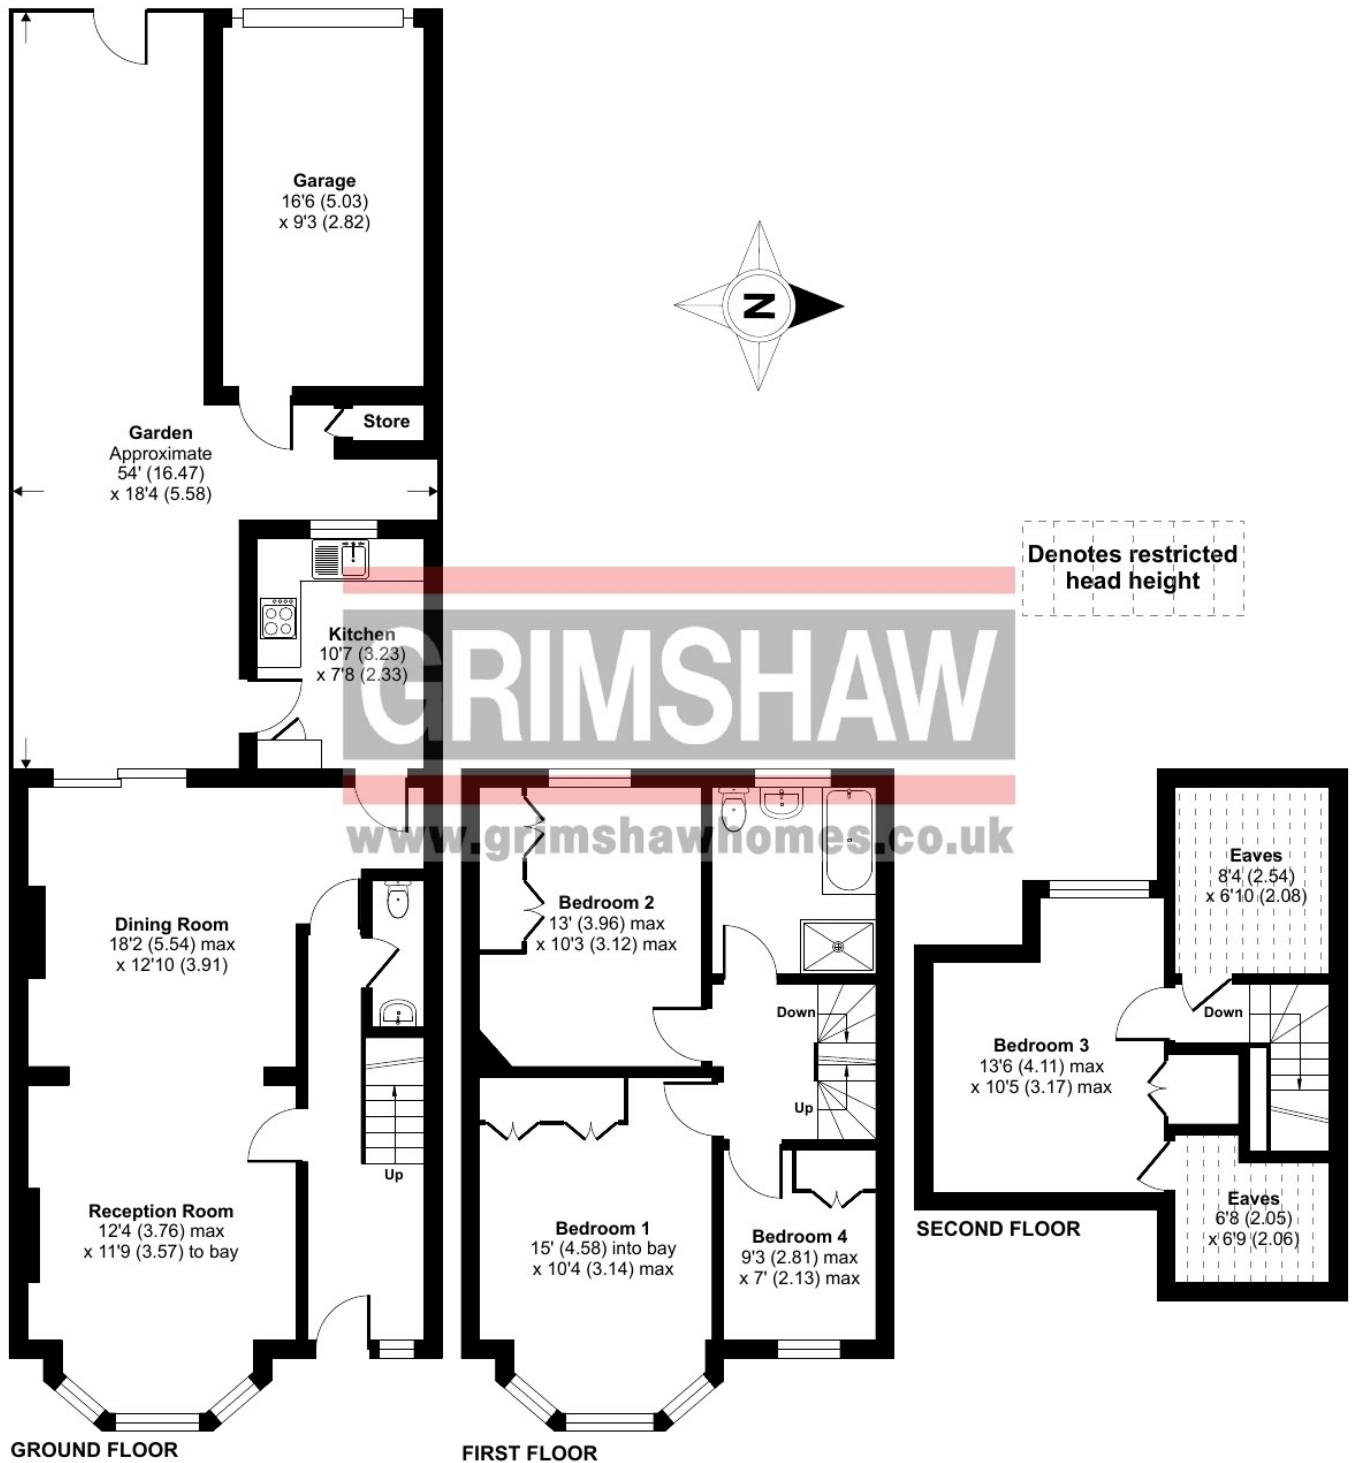 Garage
16'6 (5.03)
x 9'3 (2.82)
N
Store
Garden
Approximate
54' (16.47)
x 18'4 (5.58)
Denotes restricted
head height
Kitchen
10'7 (3.23)
x 7'8 (2.33)
GRIMSHAW
www.grimshawhomes.co.uk
Dining Room
18'2 (5.54) max
x 12'10 (3.91)
Up
Reception Room
12'4 (3.76) max
x 11'9 (3.57) to bay
GROUND FLOOR
Bedroom 2
13' (3.96) max
x 10'3 (3.12) max
Down
Up
Bedroom 1
15' (4.58) into bay
x 10'4 (3.14) max
Bedroom 4
9'3 (2.81) max
x 7' (2.13) max
FIRST FLOOR
Eaves
8'4 (2.54)
x 6'10 (2.08)
Down
Bedroom 3
13'6 (4.11) max
x 10'5 (3.17) max
Eaves
6'8 (2.05)
x 6'9 (2.06)
SECOND FLOOR